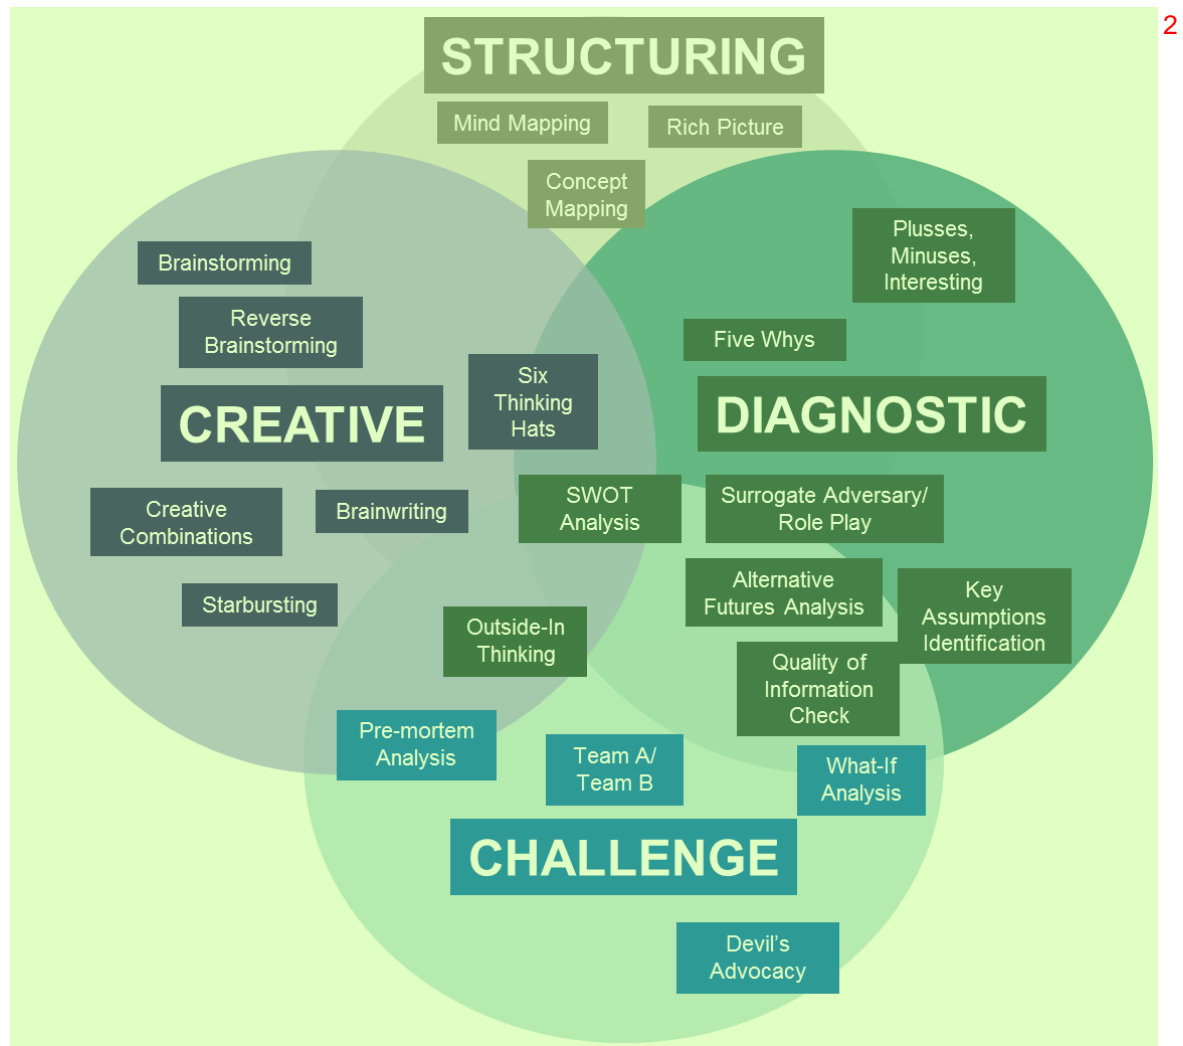 2
STRUCTURING
Mind Mapping
Rich Picture
Concept
Mapping
Plusses,
Minuses,
Interesting
Brainstorming
Reverse
Brainstorming
Five Whys
Six
Thinking
Hats
CREATIVE
DIAGNOSTIC
Creative
Combinations
Brainwriting
SWOT
Analysis
Surrogate Adversary/
Role Play
Starbursting
Alternative
Futures Analysis
Key
Assumptions
Identification
Outside-In
Thinking
Quality of
Information
Check
Pre-mortem
Analysis
Team A/
Team B
What-If
Analysis
CHALLENGE
Devil's
Advocacy